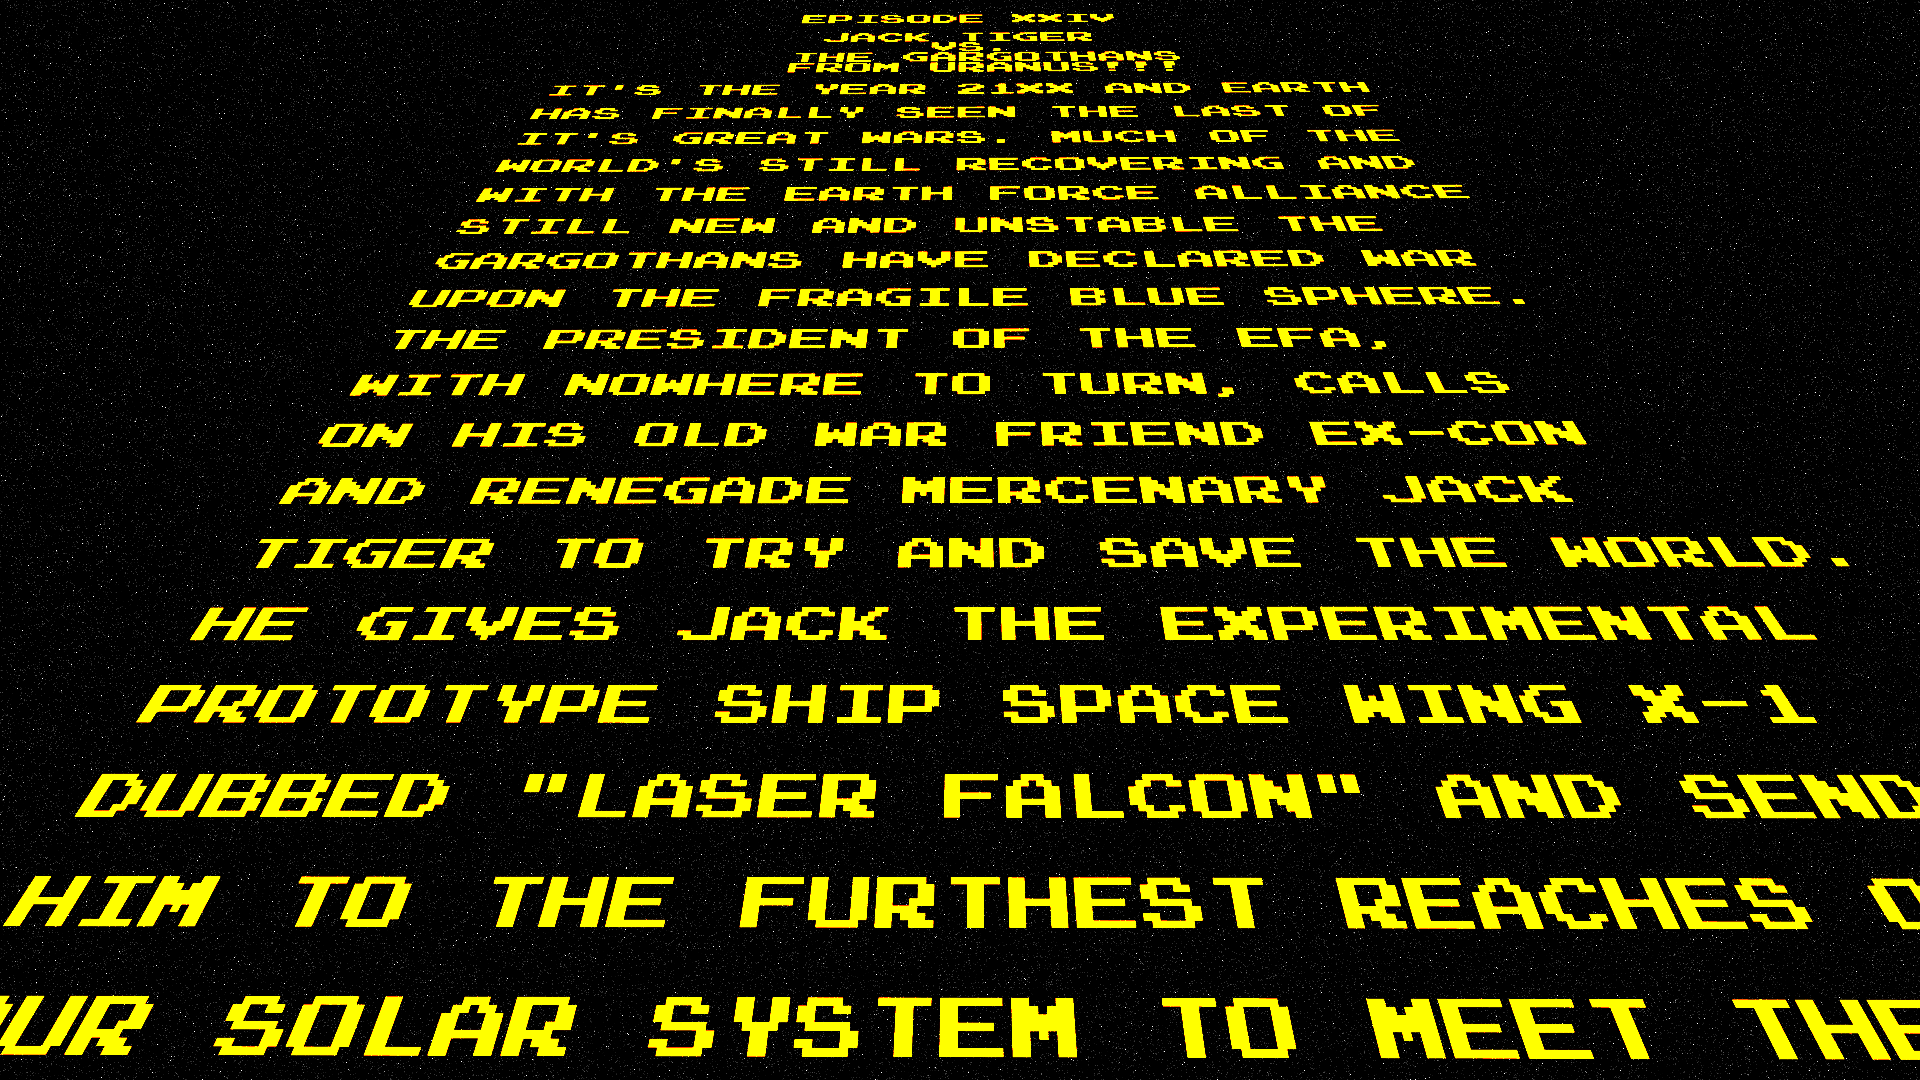 EPISODE XXIV
JACK TIGER
VS.
THE GARGOTHANS
FROM URANUS!!!
IT'S THE YEAR 21XX AND EARTH
HAS FINALLY SEEN THE LAST OF
IT'S GREAT WARS. MUCH OF THE
WORLD'S STILL RECOVERING AND
WITH THE EARTH FORCE ALLIANCE
STILL NEW AND UNSTABLE THE
GARGOTHANS HAVE DECLARED WAR
UPON THE FRAGILE BLUE SPHERE.
THE PRESIDENT OF THE EFA,
WITH NOWHERE TO TURN, CALLS
ON HIS OLD WAR FRIEND EX-CON
AND RENEGADE MERCENARY JACK
TIGER TO TRY AND SAVE THE WORLD.
HE GIVES JACK THE EXPERIMENTAL
PROTOTYPE SHIP SPACE WING X-1
DUBBED "LASER FALCON" AND SEND
HIM TO THE FURTHEST REACHES O
UR SOLAR SYSTEM TO MEET THE